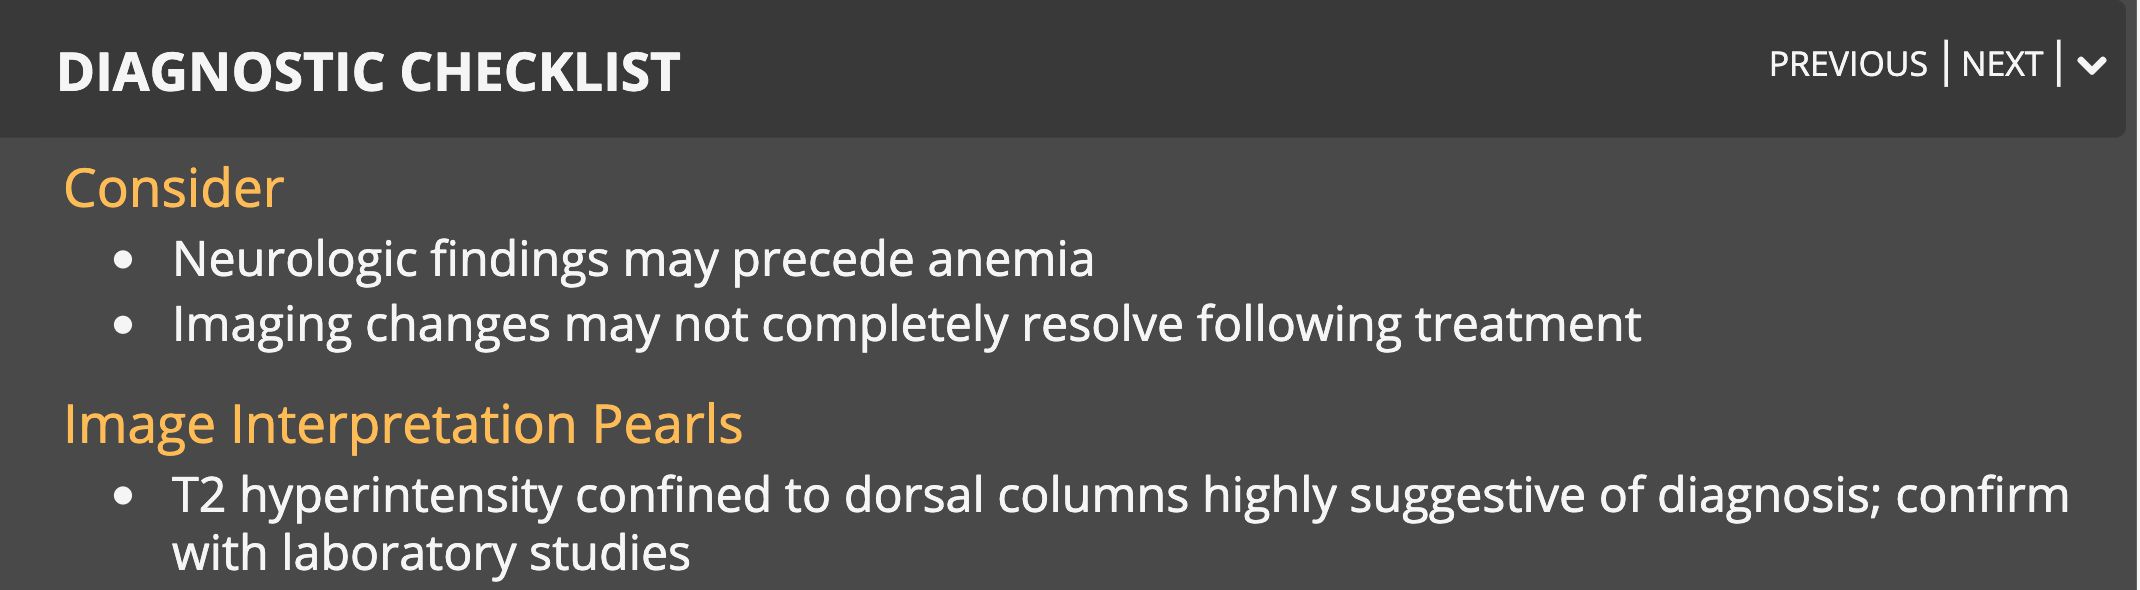 DIAGNOSTIC CHECKLIST
PREVIOUS | NEXT |
Consider
• Neurologic findings may precede anemia
• Imaging changes may not completely resolve following treatment
Image Interpretation Pearls
• T2 hyperintensity confined to dorsal columns highly suggestive of diagnosis; confirm
with laboratory studies